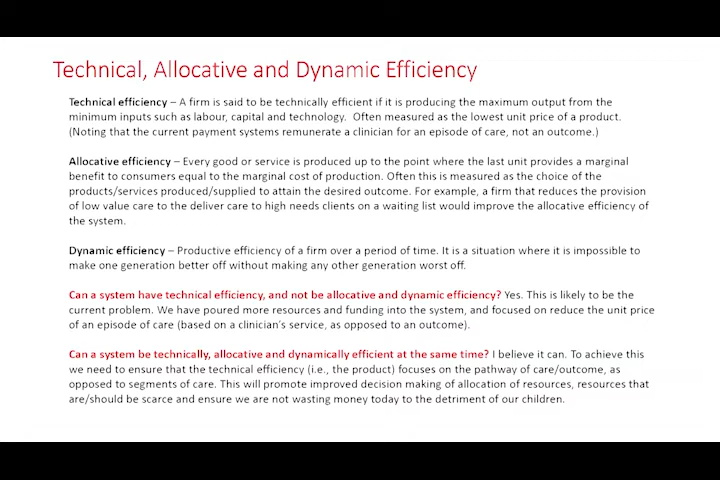 Technical, Allocative and Dynamic Efficiency
Technical efficiency – A firm is said to be technically efficient if it is producing the maximum output from the
minimum inputs such as labour, capital and technology.  Often measured as the lowest unit price of a product.
(Noting that the current payment systems remunerate a clinician for an episode of care, not an outcome.)
Allocative efficiency – Every good or service is produced up to the point where the last unit provides a marginal
benefit to consumers equal to the marginal cost of production. Often this is measured as the choice of the
products/services produced/supplied to attain the desired outcome. For example, a firm that reduces the provision
of low value care to the deliver care to high needs clients on a waiting list would improve the allocative efficiency of
the system.
Dynamic efficiency – Productive efficiency of a firm over a period of time. It is a situation where it is impossible to
make one generation better off without making any other generation worst off.
Can a system have technical efficiency, and not be allocative and dynamic efficiency? Yes. This is likely to be the
current problem. We have poured more resources and funding into the system, and focused on reduce the unit price
of an episode of care (based on a clinician's service, as opposed to an outcome).
Can a system be technically, allocative and dynamically efficient at the same time? I believe it can. To achieve this
we need to ensure that the technical efficiency (i.e., the product) focuses on the pathway of care/outcome, as
opposed to segments of care. This will promote improved decision making of allocation of resources, resources that
are/should be scarce and ensure we are not wasting money today to the detriment of our children.